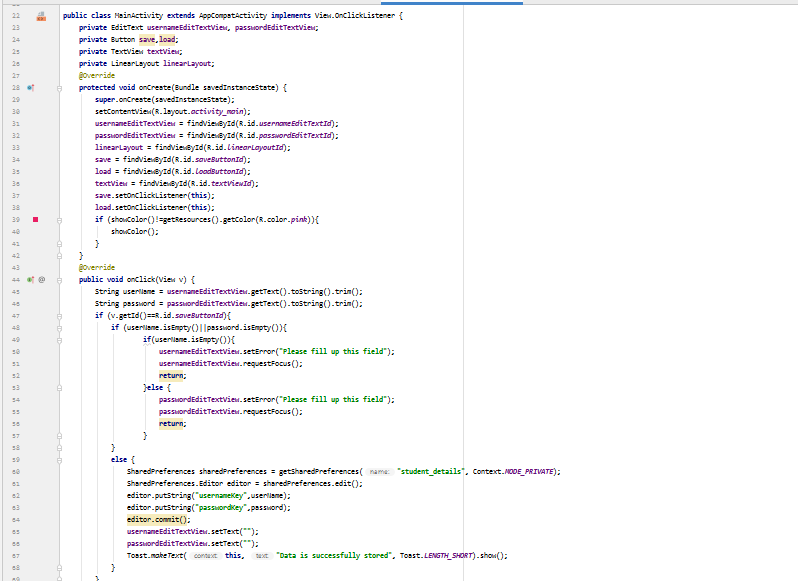 22 public class MainActivity extends AppCompatActivity implements View.OnClickListener {
23 private EditText usernameEditTextView, passwordEditTextView;
24 private Button save,load;
25 private TextView textView;
26 private LinearLayout linearLayout;
27 @Override
28 protected void onCreate(Bundle savedInstanceState) {
29 super.onCreate(savedInstanceState);
30 setContentView(R.layout.activity_main);
31 usernameEditTextView = findViewById(R.id.usernameEditTextId);
32 passwordEditTextView = findViewById(R.id.passwordEditTextId);
33 linearLayout = findViewById(R.id.linearLayoutId);
34 save = findViewById(R.id.saveButtonId);
35 load = findViewById(R.id.loadButtonId);
36 textView = findViewById(R.id.textViewId);
37 save.setOnClickListener(this);
38 load.setOnClickListener(this);
39 if (showColor()!=getResources().getColor(R.color.pink)){
40 showColor();
41 }
42 }
43 @Override
44 @ public void onClick(View v) {
45 String userName = usernameEditTextView.getText().toString().trim();
46 String password = passwordEditTextView.getText().toString().trim();
47 if (v.getId()==R.id.saveButtonId){
48 if (userName.isEmpty()||password.isEmpty()){
49 if(userName.isEmpty()){
50 usernameEditTextView.setError("Please fill up this field");
51 usernameEditTextView.requestFocus();
52 return;
53 }else {
54 passwordEditTextView.setError("Please fill up this field");
55 passwordEditTextView.requestFocus();
56 return;
57 }
58 }
59 else {
60 SharedPreferences sharedPreferences = getSharedPreferences( name: "student_details", Context.MODE_PRIVATE);
61 SharedPreferences.Editor editor = sharedPreferences.edit();
62 editor.putString("usernameKey",userName);
63 editor.putString("passwordKey",password);
64 editor.commit();
65 usernameEditTextView.setText("");
66 passwordEditTextView.setText("");
67 Toast.makeText( context: this, text: "Data is successfully stored", Toast.LENGTH_SHORT).show();
68 }
69 }